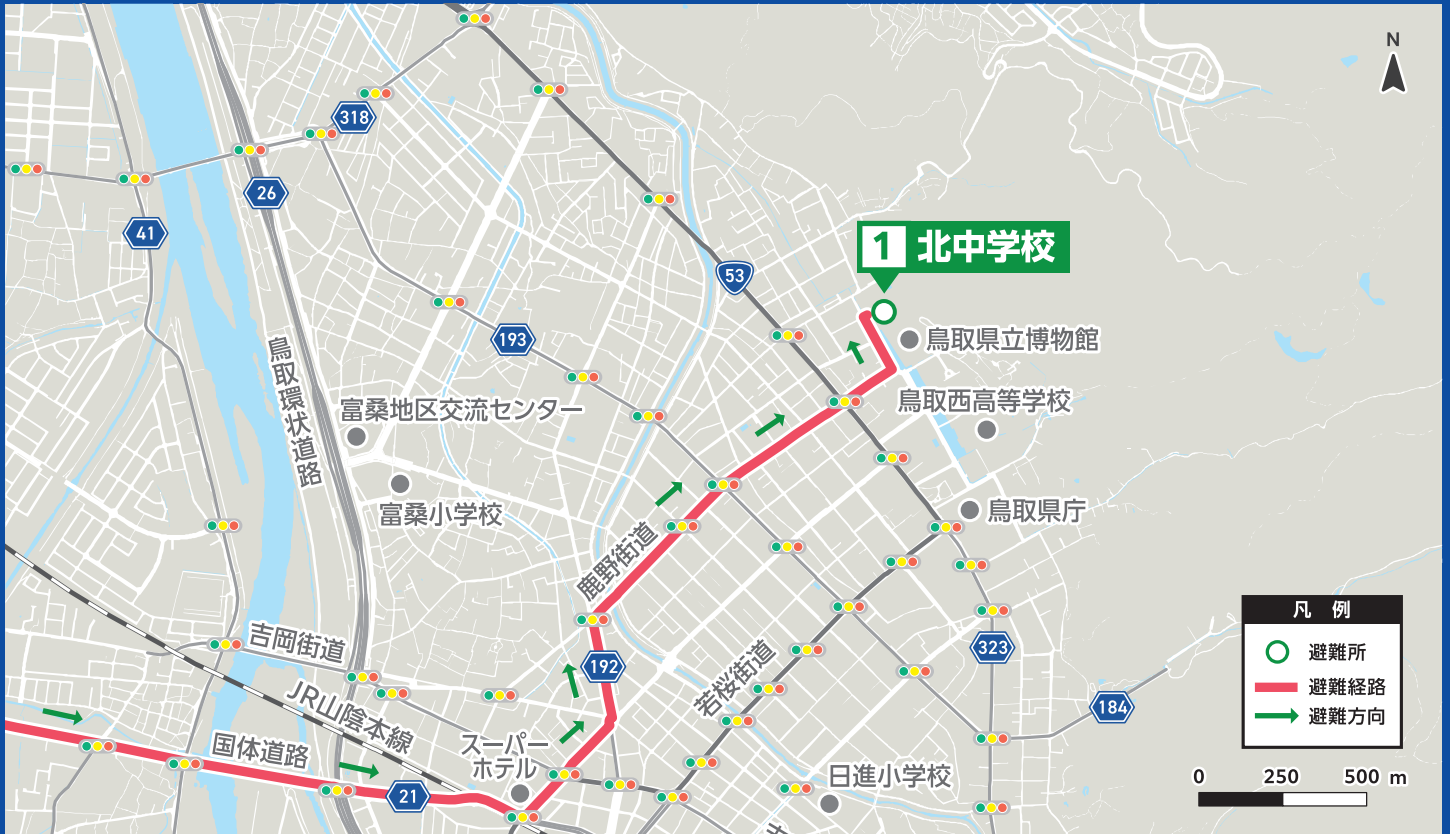 N
318
26
41
1 北中学校
53
鳥取県立博物館
193
鳥取環状道路
富桑地区交流センター
鳥取西高等学校
富桑小学校
鳥取県庁
鹿野街道
吉岡街道
192
若桜街道
323
184
JR山陰本線
国体道路
スーパー
ホテル
21
日進小学校
凡 例
避難所
避難経路
避難方向
0 250 500 m